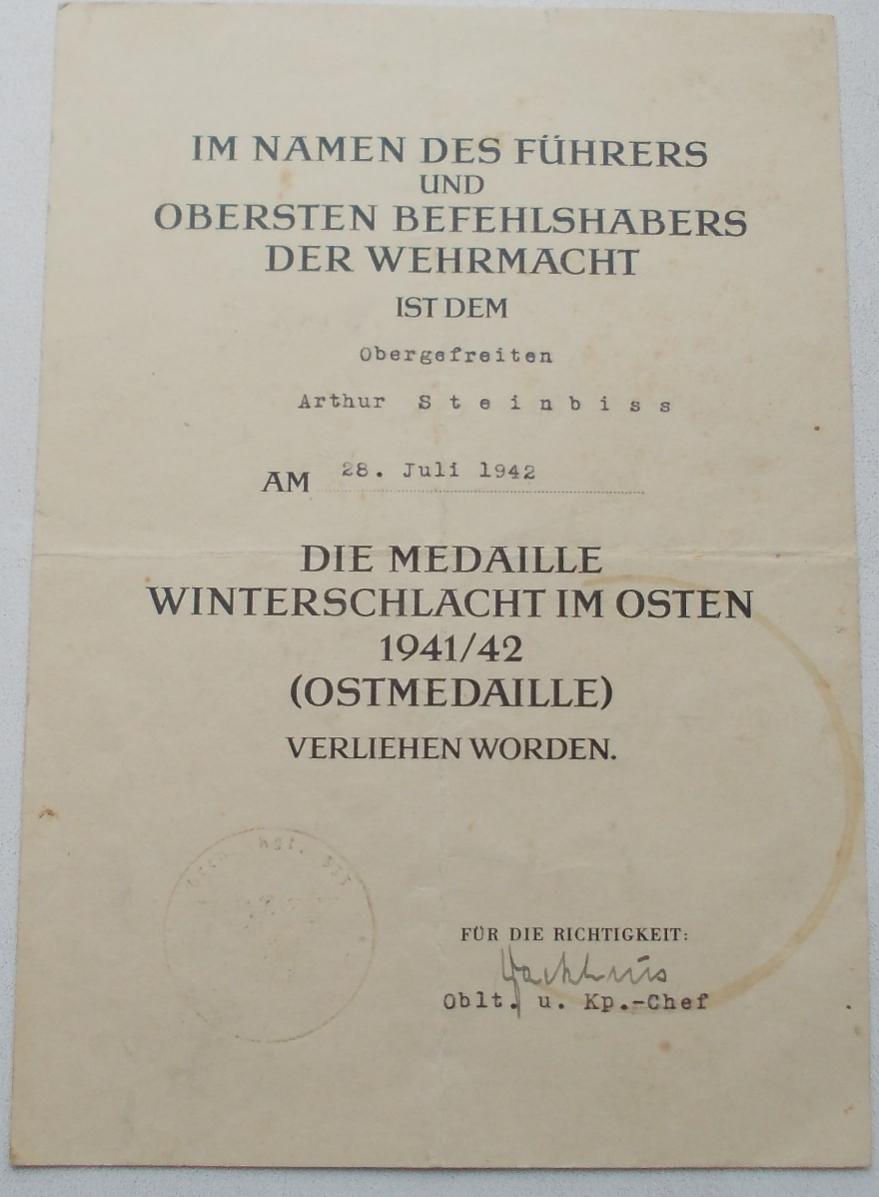 IM NAMEN DES FÜHRERS
UND
OBERSTEN BEFEHLSHABERS
DER WEHRMACHT
IST DEM
Obergefreiten
Arthur S t e i n b i s s
AM 28. Juli 1942
DIE MEDAILLE
WINTERSCHLACHT IM OSTEN
1941/42
(OSTMEDAILLE)
VERLIEHEN WORDEN.
FÜR DIE RICHTIGKEIT:
Oblt. u. Kp.-Chef